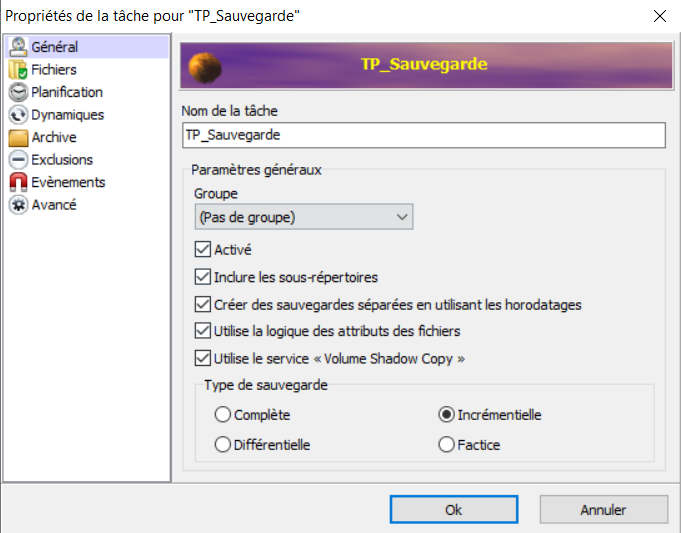 Propriétés de la tâche pour "TP_Sauvegarde"
Général
Fichiers
Planification
Dynamiques
Archive
Exclusions
Evènements
Avancé
TP_Sauvegarde
Nom de la tâche
TP_Sauvegarde
Paramètres généraux
Groupe
(Pas de groupe)
Activé
Inclure les sous-répertoires
Créer des sauvegardes séparées en utilisant les horodatages
Utilise la logique des attributs des fichiers
Utilise le service « Volume Shadow Copy »
Type de sauvegarde
Complète
Incrémentielle
Différentielle
Factice
Ok
Annuler